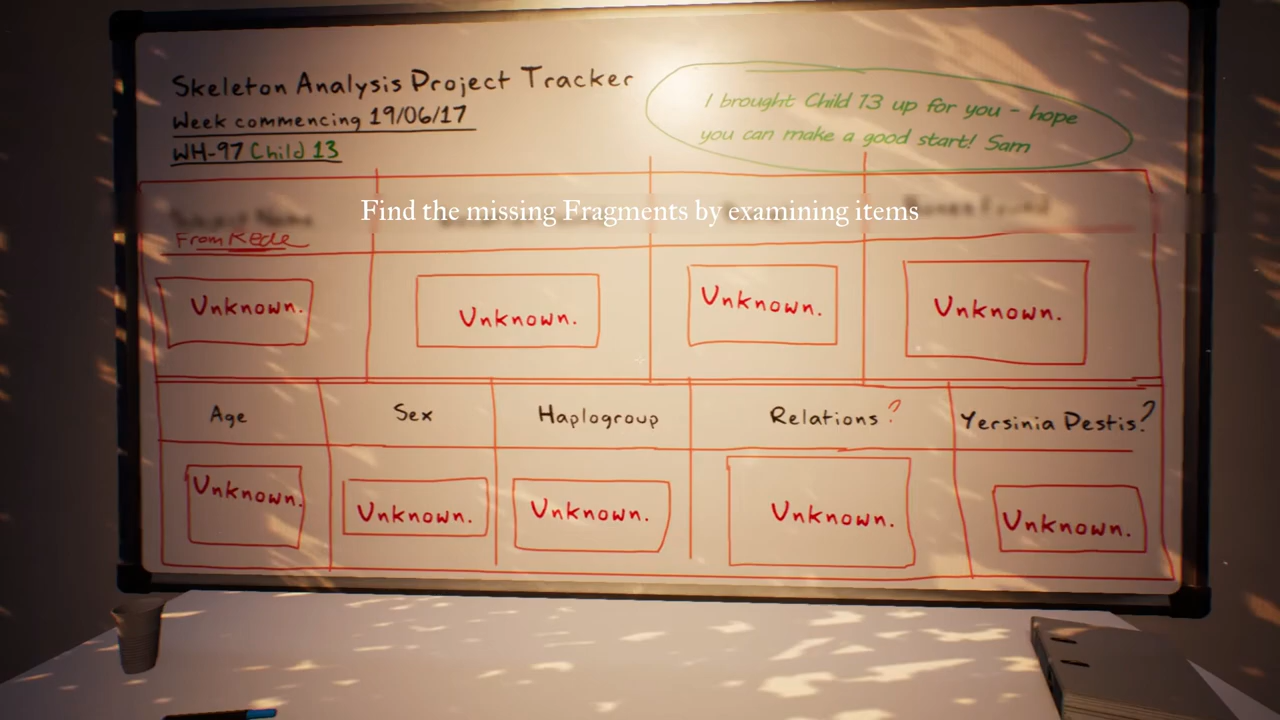 Skeleton Analysis Project Tracker
Week commencing 19/06/17
WH-97 Child 13
I brought Child 13 up for you - hope
you can make a good start! Sam
Find the missing Fragments by examining items
From
Unknown.
Unknown.
Unknown.
Unknown.
Age
Sex
Haplogroup
Relations?
Yersinia Pestis?
Unknown.
Unknown.
Unknown.
Unknown.
Unknown.